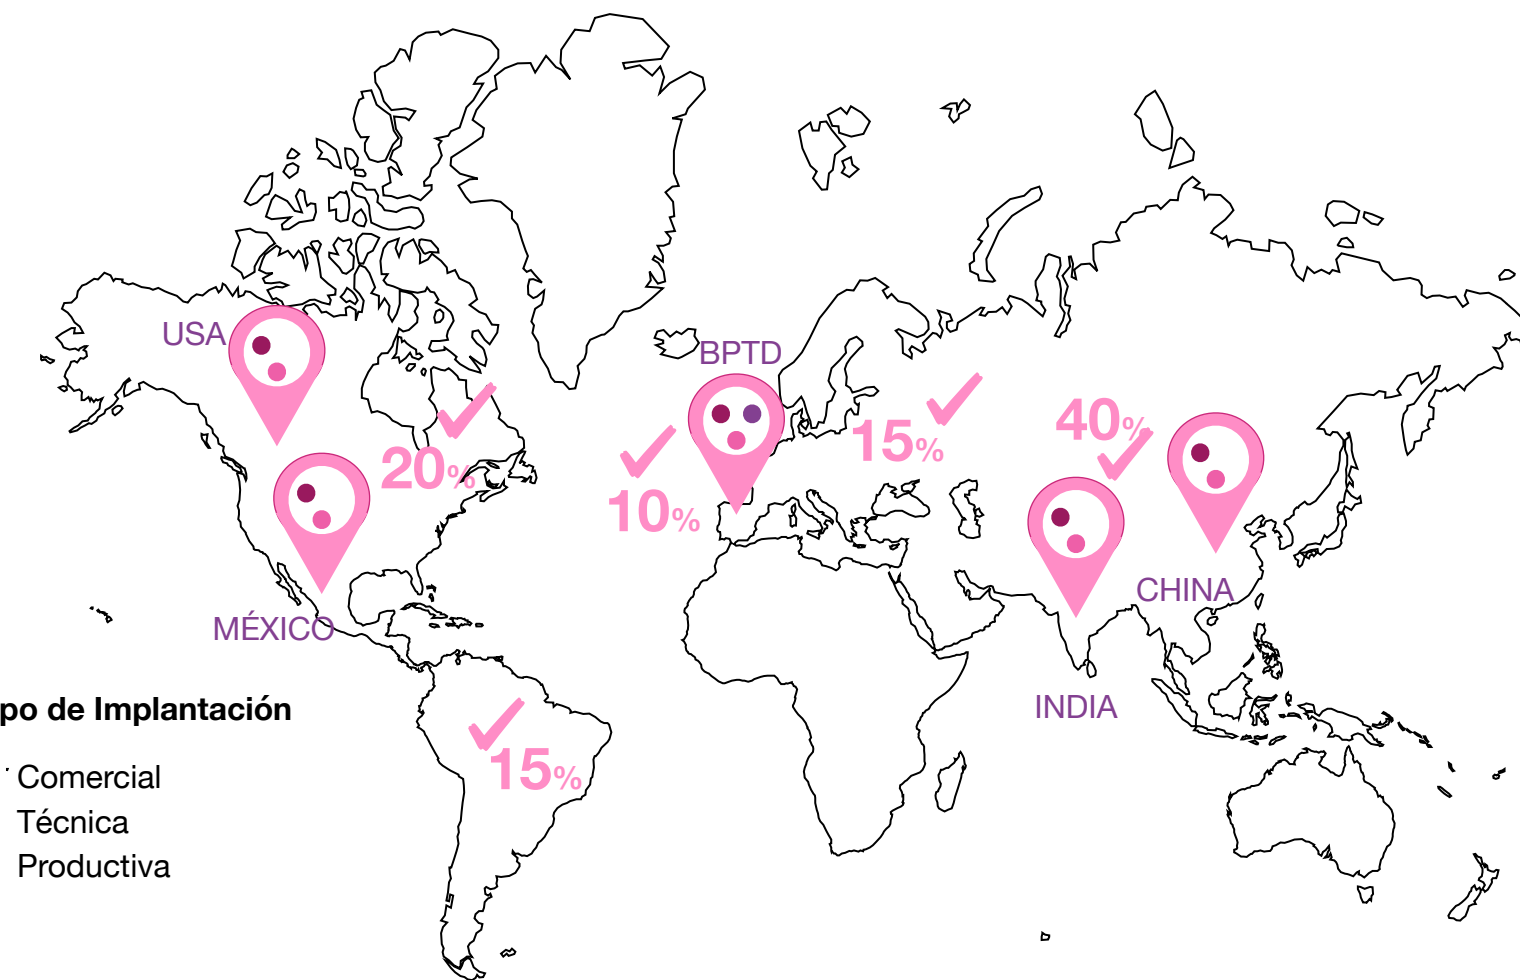 USA
BPTD
15%
40%
20%
10%
CHINA
MÉXICO
INDIA
po de Implantación
15%
Comercial
Técnica
Productiva